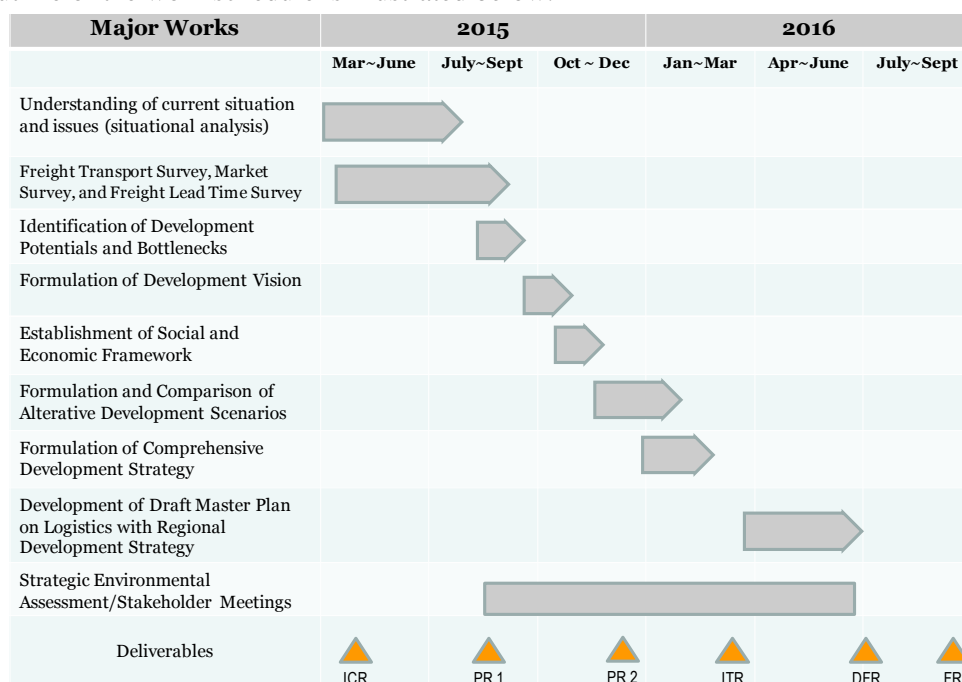 Major Works 2015 2016
Mar~June July~Sept Oct ~ Dec Jan~Mar Apr~June July~Sept
Understanding of current situation
and issues (situational analysis)
Freight Transport Survey, Market
Survey, and Freight Lead Time Survey
Identification of Development
Potentials and Bottlenecks
Formulation of Development Vision
Establishment of Social and
Economic Framework
Formulation and Comparison of
Alterative Development Scenarios
Formulation of Comprehensive
Development Strategy
Development of Draft Master Plan
on Logistics with Regional
Development Strategy
Strategic Environmental
Assessment/Stakeholder Meetings
Deliverables
ICR PR 1 PR 2 ITR DFR FR